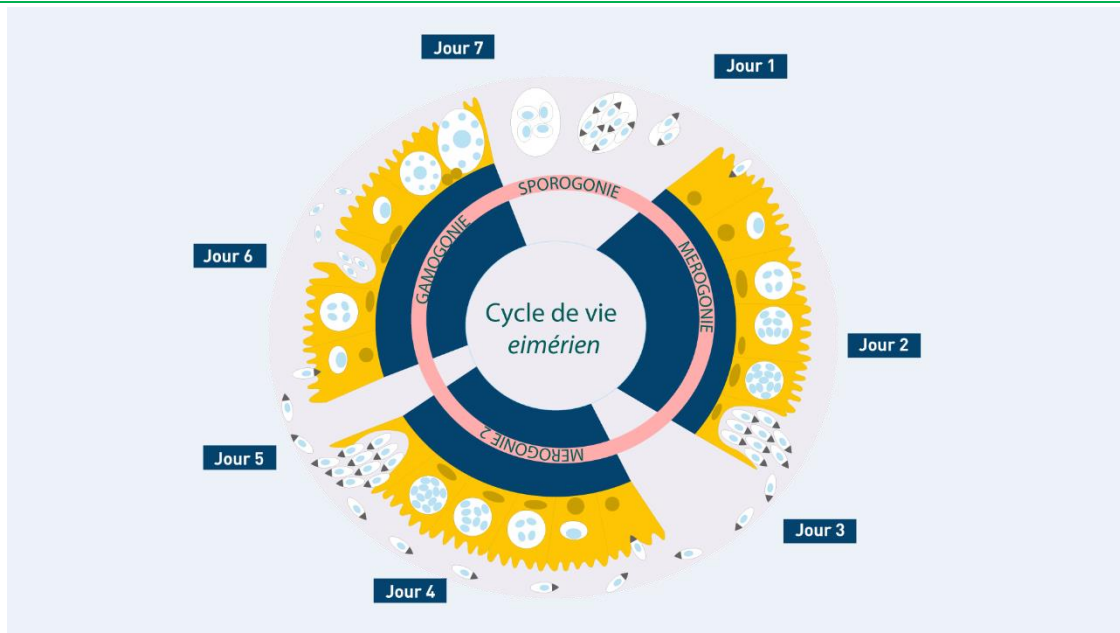 Jour 7
Jour 1
SPOROGONIE
GAMOGONIE
MEROGONIE
Jour 6
Cycle de vie
eimérien
Jour 2
MEROGONIE 2
Jour 5
Jour 3
Jour 4